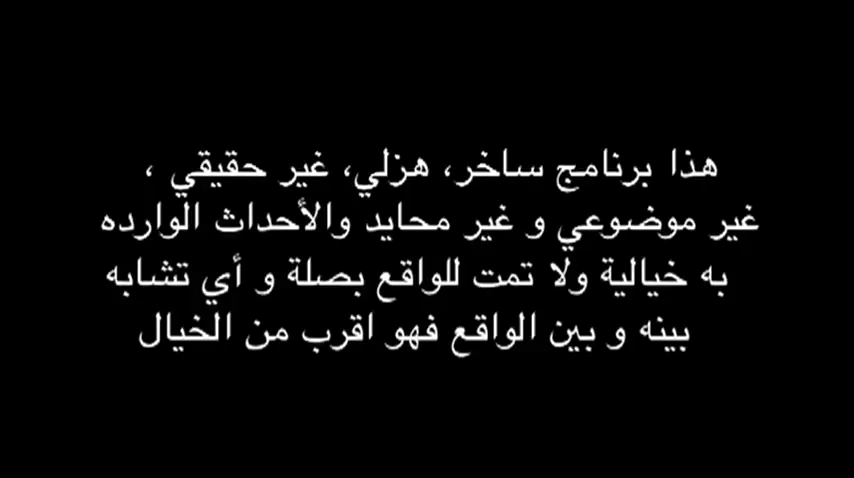 هذا برنامج ساخر، هزلي، غير حقيقي ،
غير موضوعي و غير محايد والأحداث الوارده
به خيالية ولا تمت للواقع بصلة و أي تشابه
بينه و بين الواقع فهو اقرب من الخيال